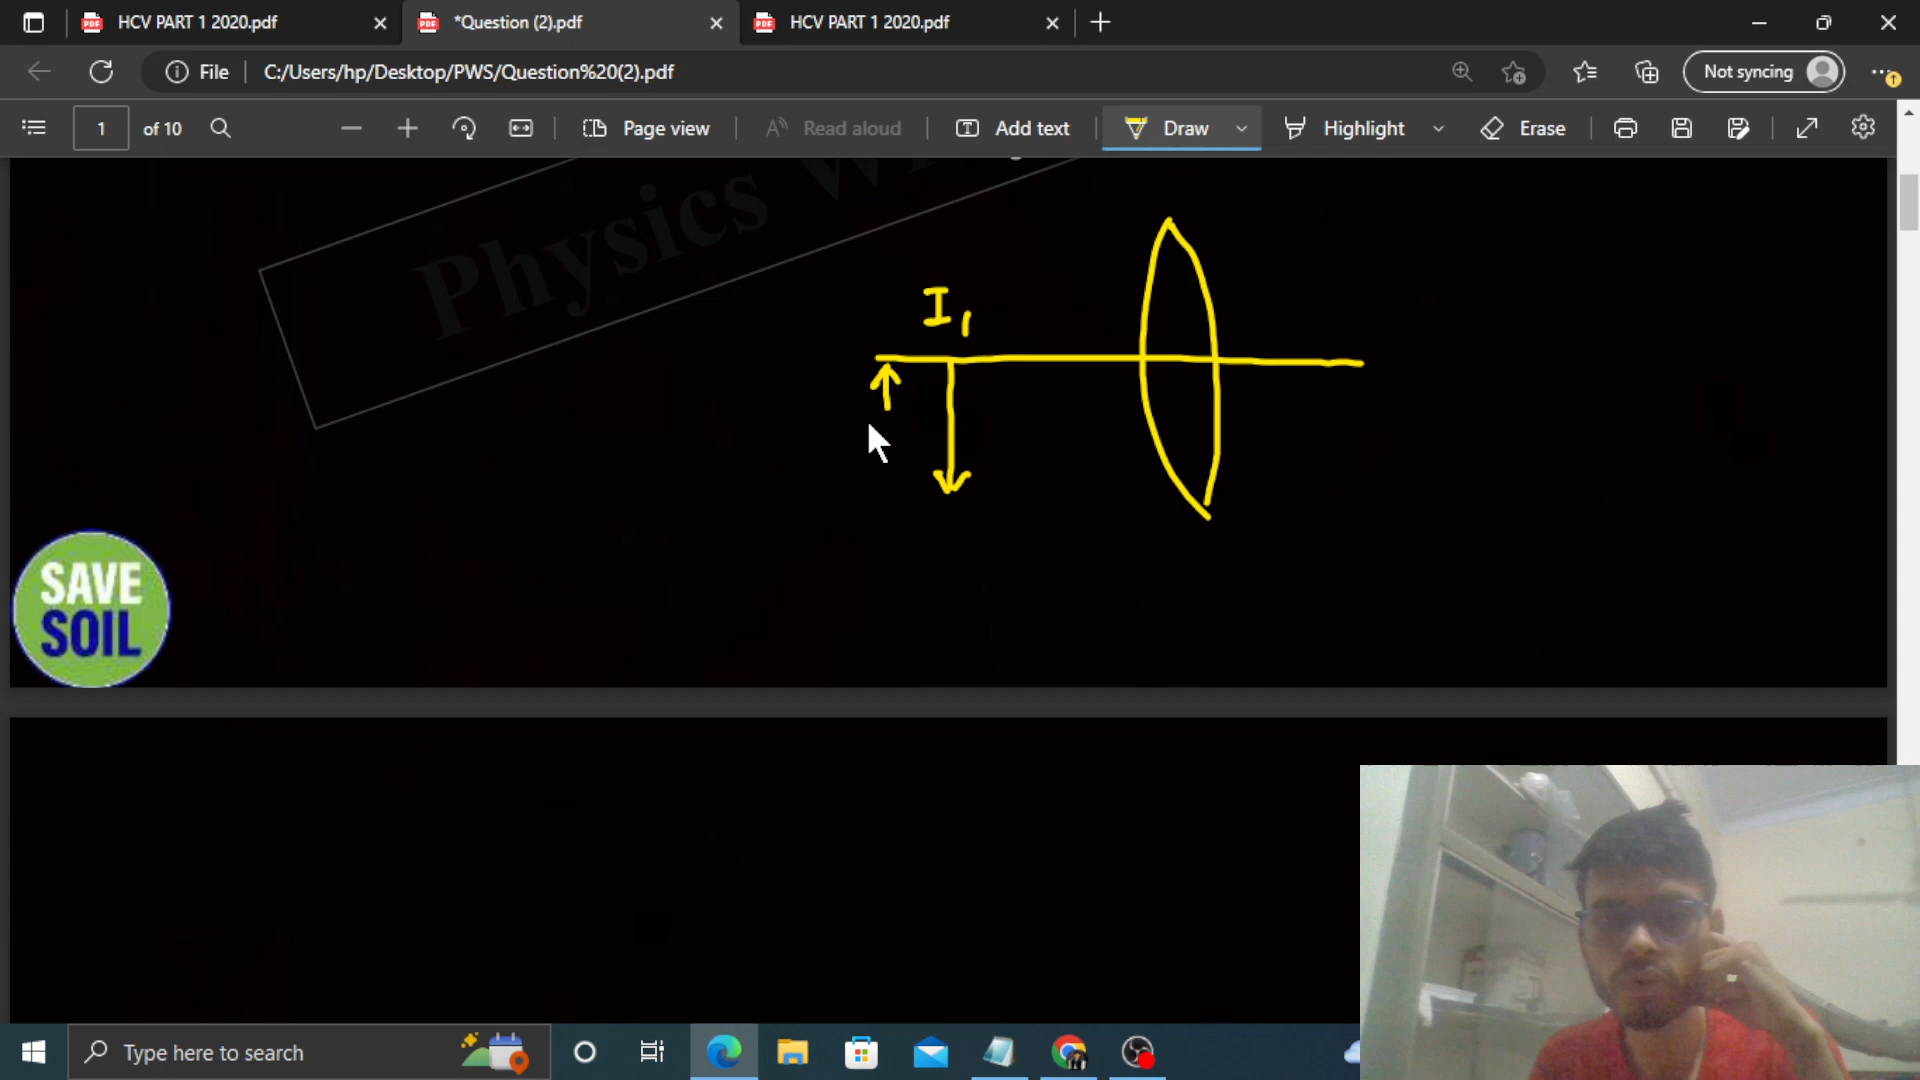 HCV PART 1 2020.pdf
*Question (2).pdf
HCV PART 1 2020.pdf
File
C:/Users/hp/Desktop/PWS/Question%20(2).pdf
Not syncing
1
of 10
Page view
Read aloud
Add text
Draw
Highlight
Erase
Physics
I₁
SAVE
SOIL
Type here to search